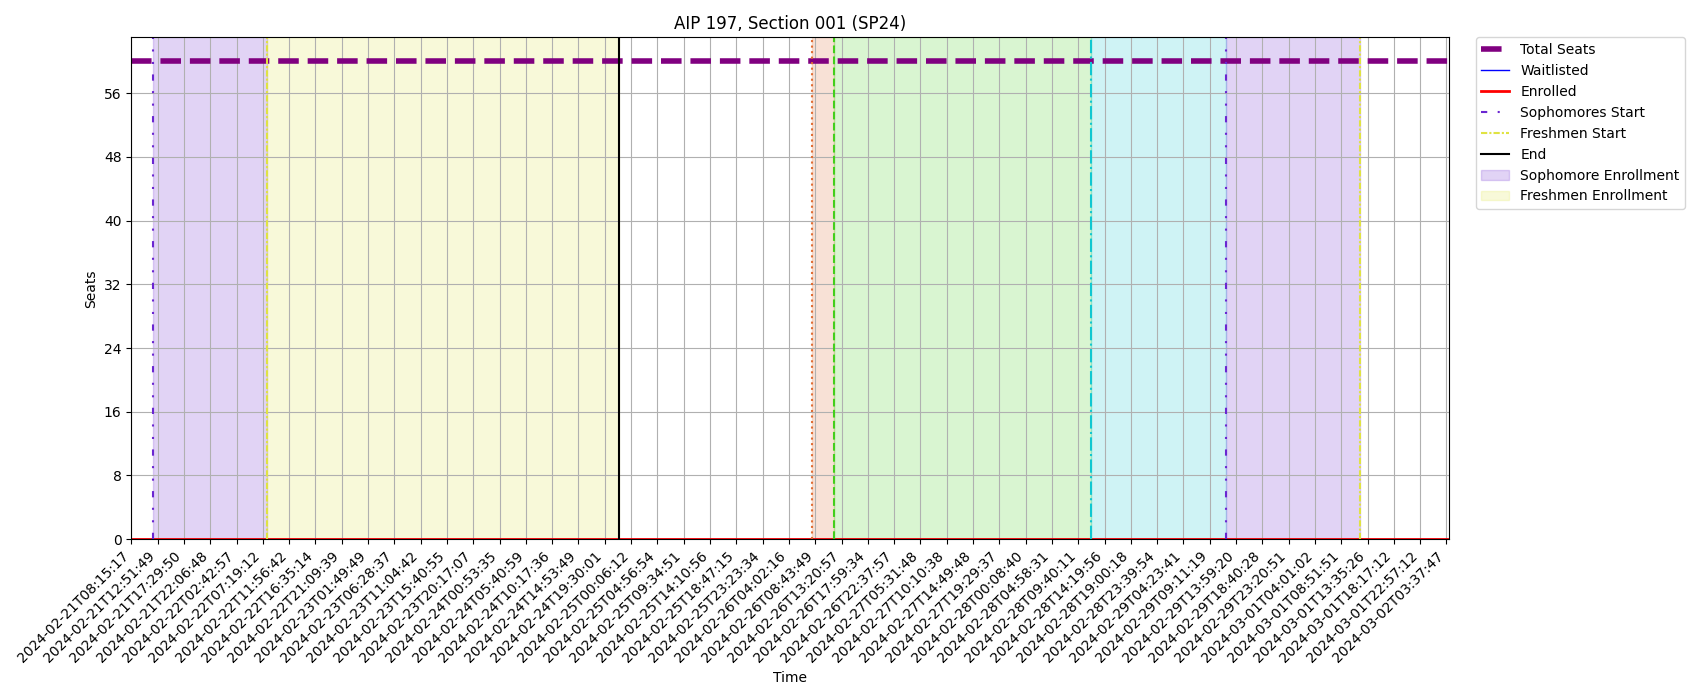 AIP 197, Section 001 (SP24)
Total Seats
Waitlisted
Enrolled
Sophomores Start
Freshmen Start
End
Sophomore Enrollment
Freshmen Enrollment
Seats
56
48
40
32
24
16
8
0
2024-02-21T08:15:17
2024-02-21T12:51:49
2024-02-21T17:29:50
2024-02-21T22:06:48
2024-02-22T02:42:57
2024-02-22T07:19:12
2024-02-22T11:56:42
2024-02-22T16:35:14
2024-02-22T21:09:39
2024-02-23T01:49:49
2024-02-23T06:28:37
2024-02-23T11:04:42
2024-02-23T15:40:55
2024-02-23T20:17:07
2024-02-24T00:53:35
2024-02-24T05:40:59
2024-02-24T10:17:36
2024-02-24T14:53:49
2024-02-24T19:30:01
2024-02-25T00:06:12
2024-02-25T04:56:54
2024-02-25T09:34:51
2024-02-25T14:10:56
2024-02-25T18:47:15
2024-02-25T23:23:34
2024-02-26T04:02:16
2024-02-26T08:43:49
2024-02-26T13:20:57
2024-02-26T17:59:34
2024-02-26T22:37:57
2024-02-27T05:31:48
2024-02-27T10:10:38
2024-02-27T14:49:48
2024-02-27T19:29:37
2024-02-28T00:08:40
2024-02-28T04:58:31
2024-02-28T09:40:11
2024-02-28T14:19:56
2024-02-28T19:00:18
2024-02-28T23:39:54
2024-02-29T04:23:41
2024-02-29T09:11:19
2024-02-29T13:59:20
2024-02-29T18:40:28
2024-02-29T23:20:51
2024-03-01T04:01:02
2024-03-01T08:51:51
2024-03-01T13:35:26
2024-03-01T18:17:12
2024-03-01T22:57:12
2024-03-02T03:37:47
Time